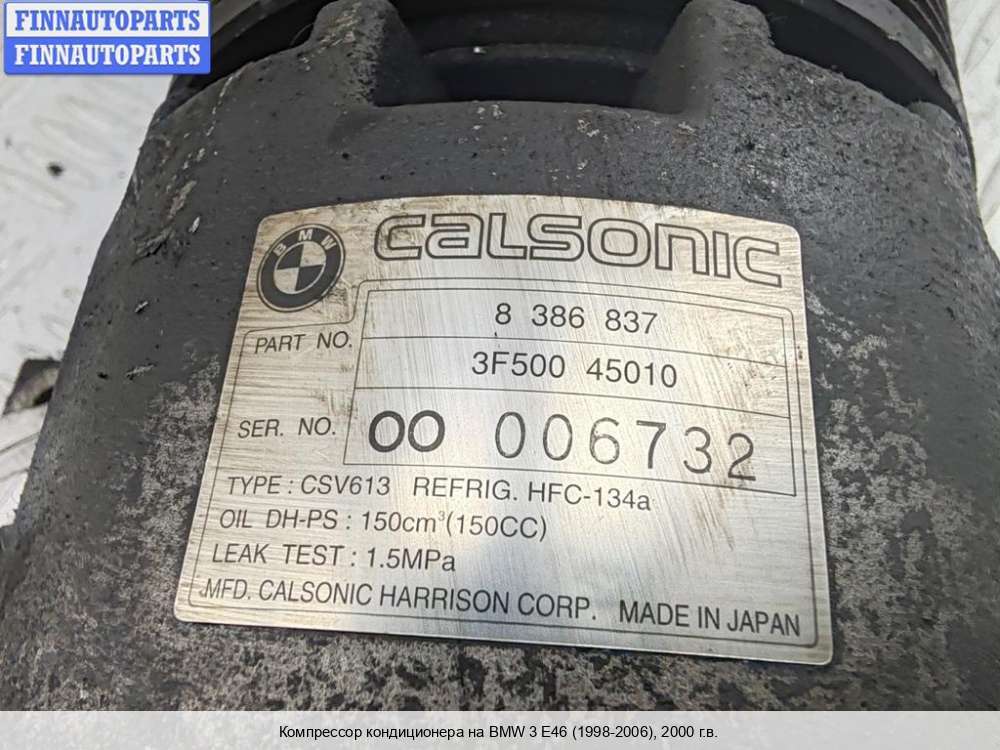 FINNAUTOPARTS
FINNAUTOPARTS
BMW
CALSONIC
PART NO.
8 386 837
3F500 45010
SER. NO. 00 006732
TYPE : CSV613 REFRIG. HFC-134a
OIL DH-PS : 150cm³(150CC)
LEAK TEST : 1.5MPa
MFD. CALSONIC HARRISON CORP. MADE IN JAPAN
Компрессор кондиционера на BMW 3 E46 (1998-2006), 2000 г.в.